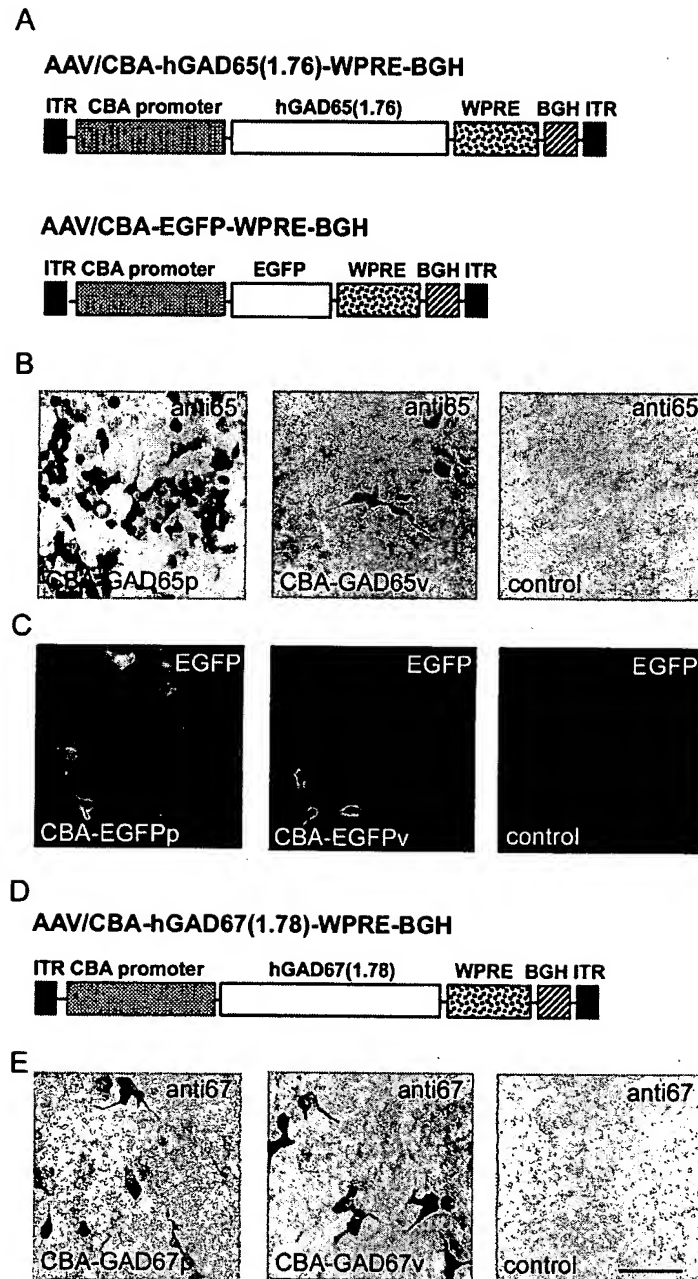 A
AAV/CBA-hGAD65(1.76)-WPRE-BGH
ITR CBA promoter hGAD65(1.76) WPRE BGH ITR
AAV/CBA-EGFP-WPRE-BGH
ITR CBA promoter EGFP WPRE BGH ITR
B
anti65 anti65 anti65
CBA-GAD65p CBA-GAD65v control
C
EGFP EGFP EGFP
CBA-EGFPp CBA-EGFPv control
D
AAV/CBA-hGAD67(1.78)-WPRE-BGH
ITR CBA promoter hGAD67(1.78) WPRE BGH ITR
E
anti67 anti67 anti67
CBA-GAD67p CBA-GAD67v control